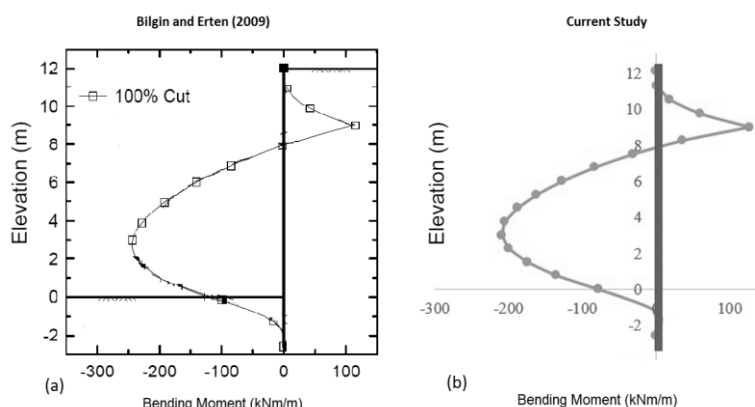 Bilgin and Erten (2009)
12
10
8
6
4
2
0
-2
Elevation (m)
100% Cut
-300
-200
-100
0
100
(a)
Bending Moment (kNm/m)
Current Study
12
10
8
6
4
2
0
-2
Elevation (m)
-300
-200
-100
0
100
(b)
Bending Moment (kNm/m)